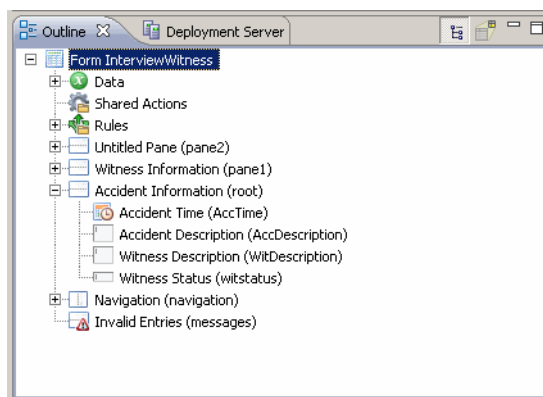 Outline Deployment Server
Form InterviewWitness
Data
Shared Actions
Rules
Untitled Pane (pane2)
Witness Information (pane1)
Accident Information (root)
Accident Time (AccTime)
Accident Description (AccDescription)
Witness Description (WitDescription)
Witness Status (witstatus)
Navigation (navigation)
Invalid Entries (messages)